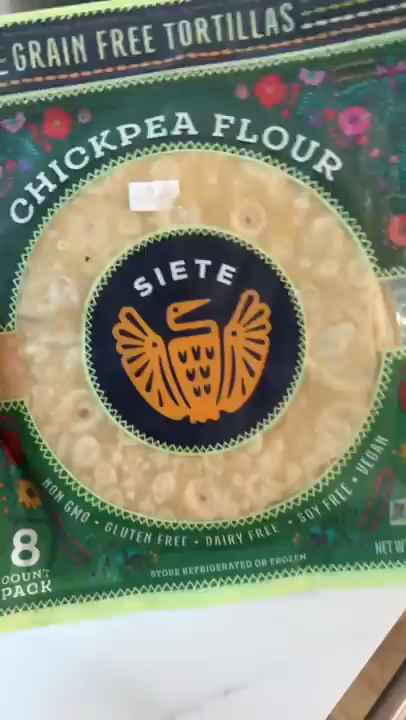 GRAIN FREE TORTILLAS
CHICKPEA FLOUR
SIETE
NON GMO • GLUTEN FREE • DAIRY FREE • SOY FREE • VEGAN
8
COUNT
PACK
STORE REFRIGERATED OR FROZEN
NET